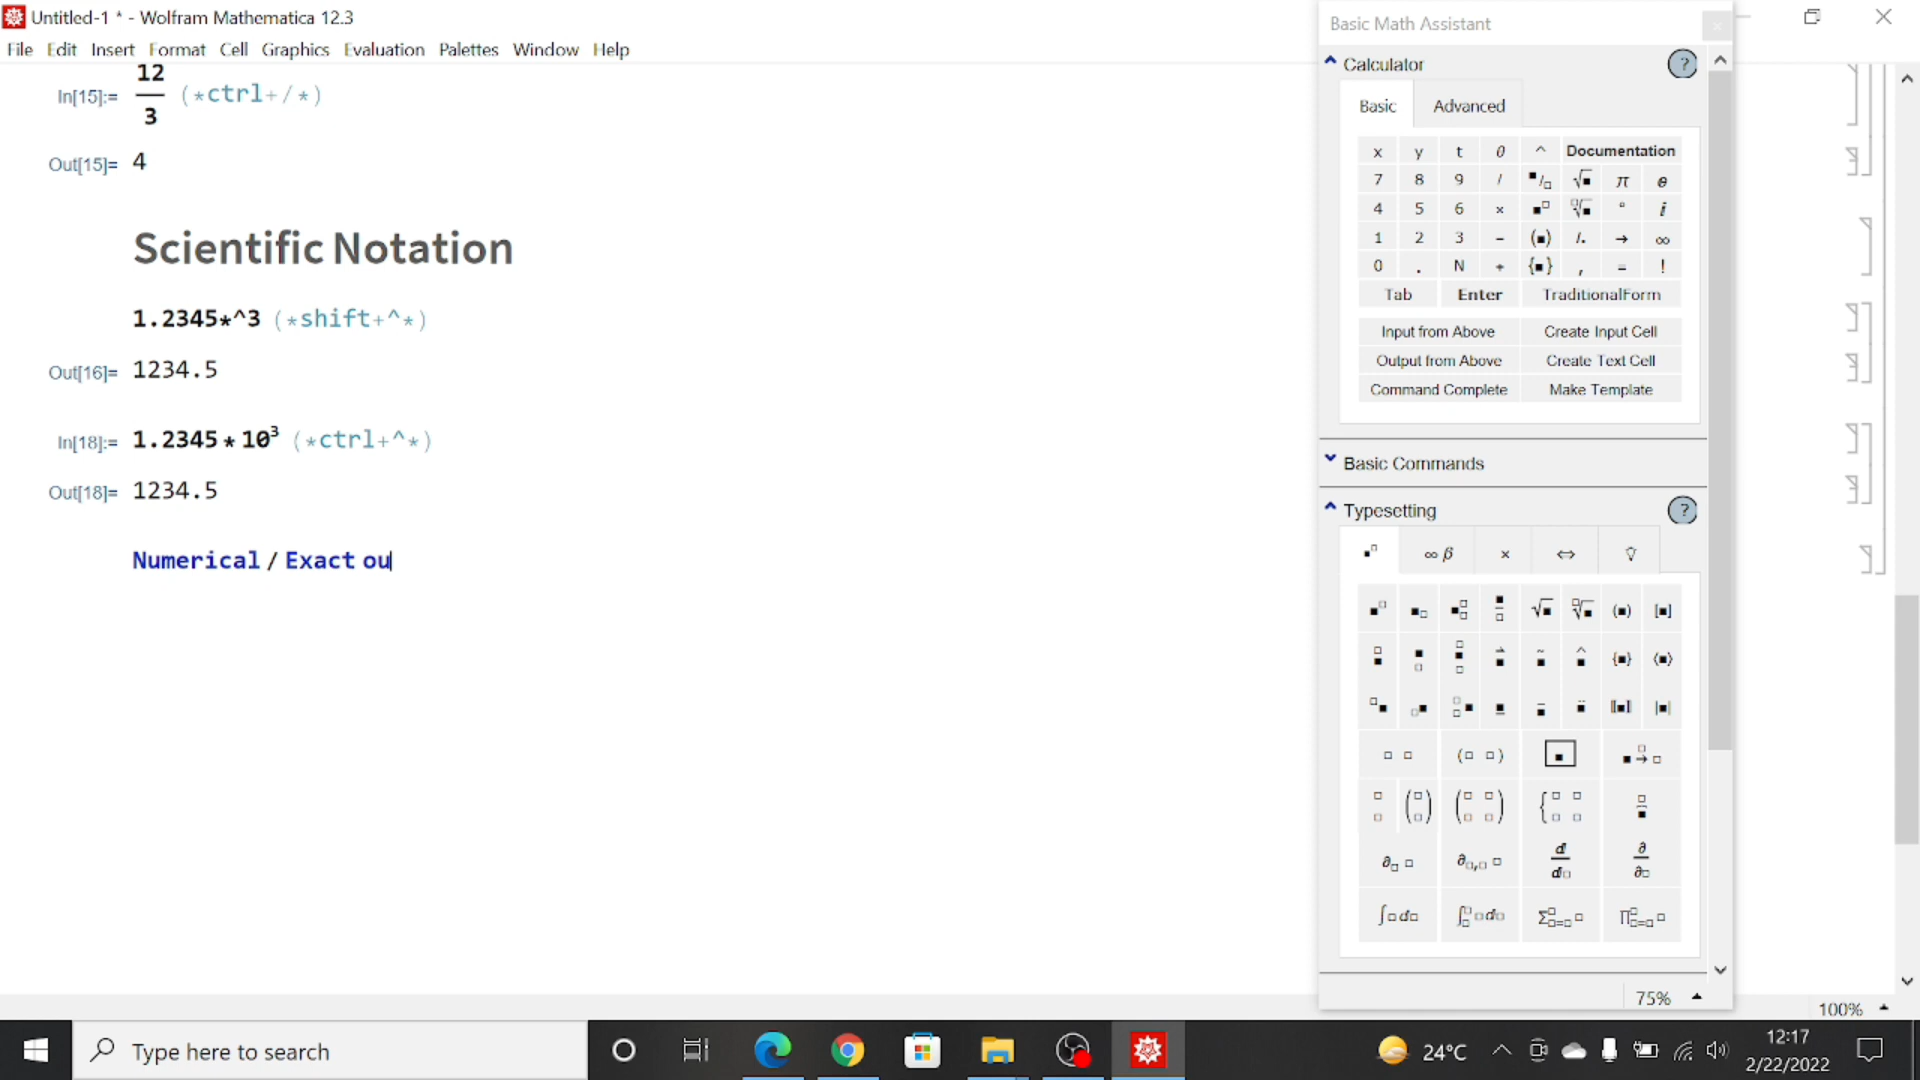 Untitled-1 * - Wolfram Mathematica 12.3
File Edit Insert Format Cell Graphics Evaluation Palettes Window Help
In[15]:= 12/3 (*ctrl+/*)
Out[15]= 4
Scientific Notation
1.2345*^3 (*shift+^*)
Out[16]= 1234.5
In[18]:= 1.2345*10³ (*ctrl+^*)
Out[18]= 1234.5
Numerical / Exact ou
Basic Math Assistant
Calculator ?
Basic Advanced
x y t θ ^ Documentation
7 8 9 / ■/□ √■ π e
4 5 6 × ■□ □√■ ° i
1 2 3 − (■) /. → ∞
0 . N + {■} , = !
Tab Enter TraditionalForm
Input from Above Create Input Cell
Output from Above Create Text Cell
Command Complete Make Template
Basic Commands
Typesetting ?
■□ ∞ β × ⇔
∂□ □ ∂□,□ □ d/d□ ∂/∂□
∫□ d□ ∫□□ □ d□ Σ□=□□ □ Π□=□□ □
75%
100%
Type here to search
24°C
12:17
2/22/2022